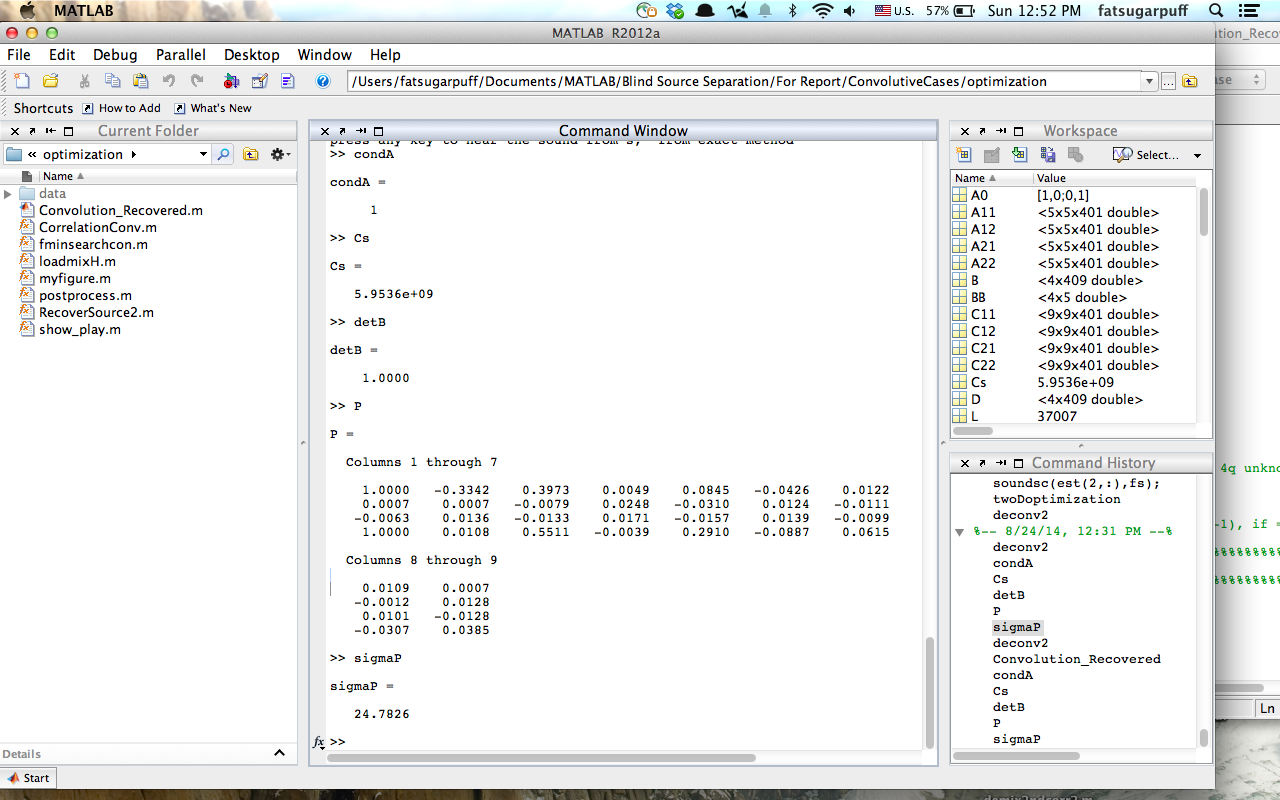 MATLAB
U.S. 57% Sun 12:52 PM fatsugarpuff
MATLAB R2012a
File Edit Debug Parallel Desktop Window Help
/Users/fatsugarpuff/Documents/MATLAB/Blind Source Separation/For Report/ConvolutiveCases/optimization
Shortcuts How to Add What's New
Current Folder
« optimization
Name
data
Convolution_Recovered.m
CorrelationConv.m
fminsearchcon.m
loadmixH.m
myfigure.m
postprocess.m
RecoverSource2.m
show_play.m
Details
Start
Command Window
press any key to hear the sound from s, from exact method
>> condA
condA =
1
>> Cs
Cs =
5.9536e+09
>> detB
detB =
1.0000
>> P
P =
Columns 1 through 7
1.0000 -0.3342 0.3973 0.0049 0.0845 -0.0426 0.0122
0.0007 0.0007 -0.0079 0.0248 -0.0310 0.0124 -0.0111
-0.0063 0.0136 -0.0133 0.0171 -0.0157 0.0139 -0.0099
1.0000 0.0108 0.5511 -0.0039 0.2910 -0.0887 0.0615
Columns 8 through 9
0.0109 0.0007
-0.0012 0.0128
0.0101 -0.0128
-0.0307 0.0385
>> sigmaP
sigmaP =
24.7826
fx >>
Workspace
Select...
Name Value
A0 [1,0;0,1]
A11 <5x5x401 double>
A12 <5x5x401 double>
A21 <5x5x401 double>
A22 <5x5x401 double>
B <4x409 double>
BB <4x5 double>
C11 <9x9x401 double>
C12 <9x9x401 double>
C21 <9x9x401 double>
C22 <9x9x401 double>
Cs 5.9536e+09
D <4x409 double>
L 37007
Command History
soundsc(est(2,:),fs);
twoDoptimization
deconv2
%-- 8/24/14, 12:31 PM --%
deconv2
condA
Cs
detB
P
sigmaP
deconv2
Convolution_Recovered
condA
Cs
detB
P
sigmaP
ution_Reco
se
4q unkno
-1), if =
%%%%%%%%%
%%%%%%%%%
Ln